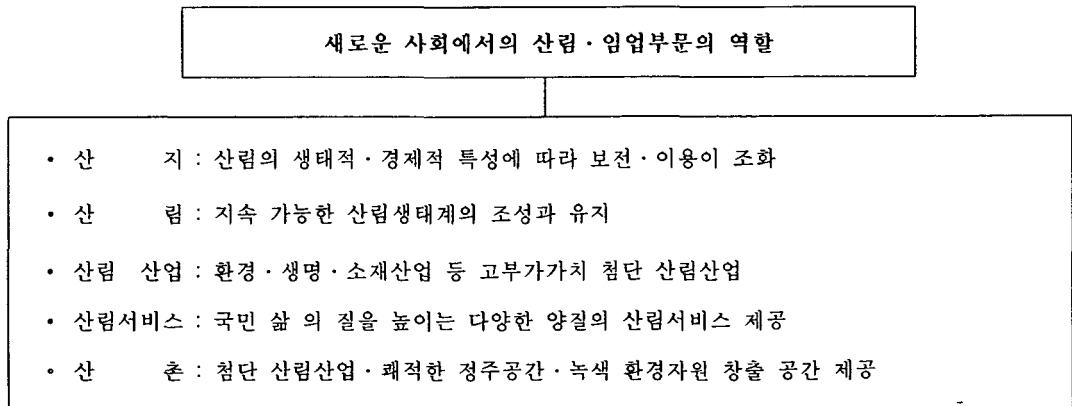 새로운 사회에서의 산림·임업부문의 역할
• 산 지 : 산림의 생태적·경제적 특성에 따라 보전·이용이 조화
• 산 림 : 지속 가능한 산림생태계의 조성과 유지
• 산림 산업 : 환경·생명·소재산업 등 고부가가치 첨단 산림산업
• 산림서비스 : 국민 삶 의 질을 높이는 다양한 양질의 산림서비스 제공
• 산 촌 : 첨단 산림산업·쾌적한 정주공간·녹색 환경자원 창출 공간 제공